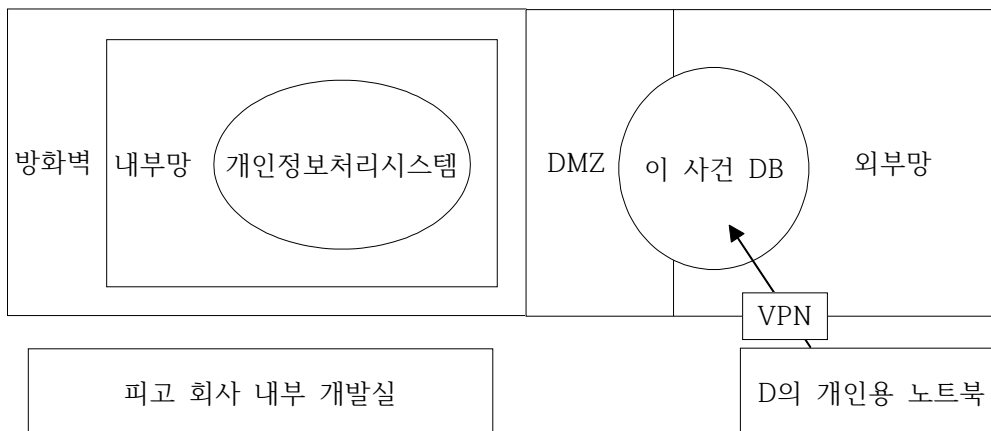 방화벽
내부망
개인정보처리시스템
DMZ
이 사건 DB
외부망
VPN
피고 회사 내부 개발실
D의 개인용 노트북